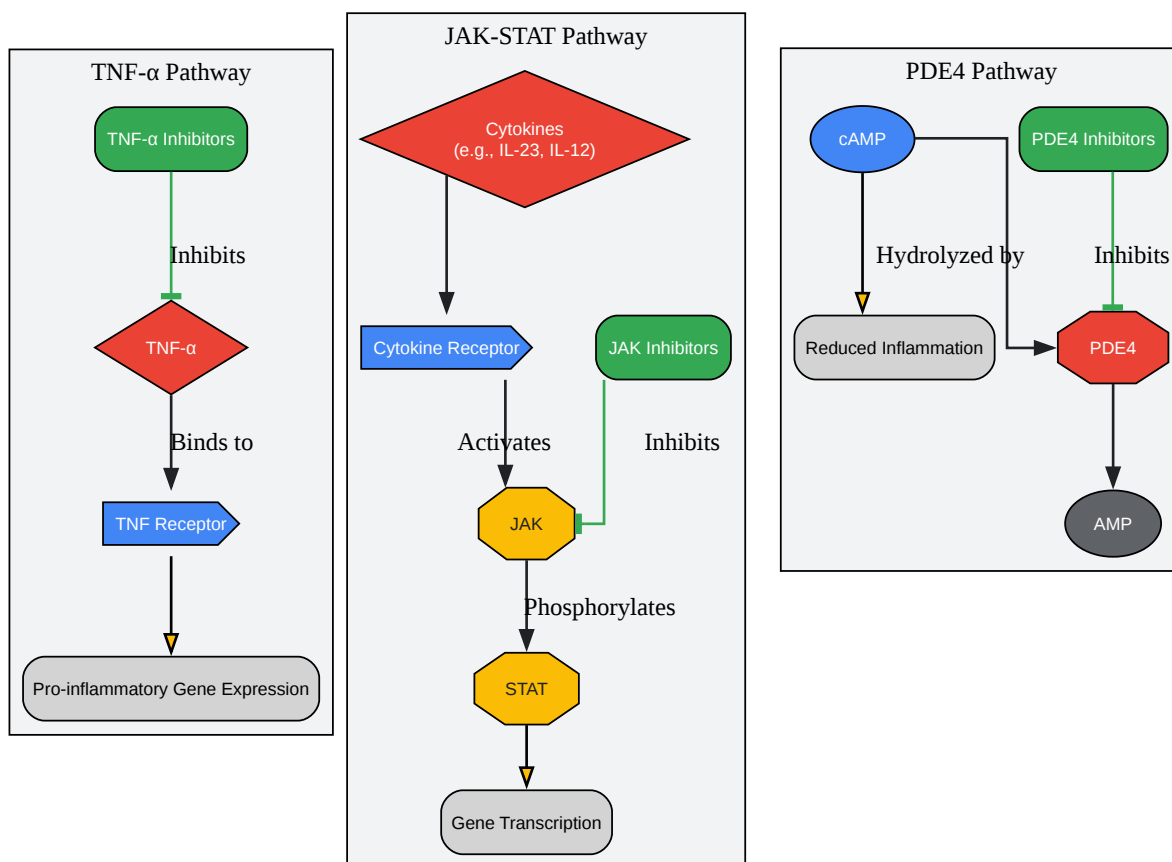 TNF-α Pathway
TNF-α Inhibitors
Inhibits
TNF-α
Binds to
TNF Receptor
Pro-inflammatory Gene Expression
JAK-STAT Pathway
Cytokines
(e.g., IL-23, IL-12)
Cytokine Receptor
JAK Inhibitors
Activates
Inhibits
JAK
Phosphorylates
STAT
Gene Transcription
PDE4 Pathway
cAMP
PDE4 Inhibitors
Hydrolyzed by
Inhibits
Reduced Inflammation
PDE4
AMP